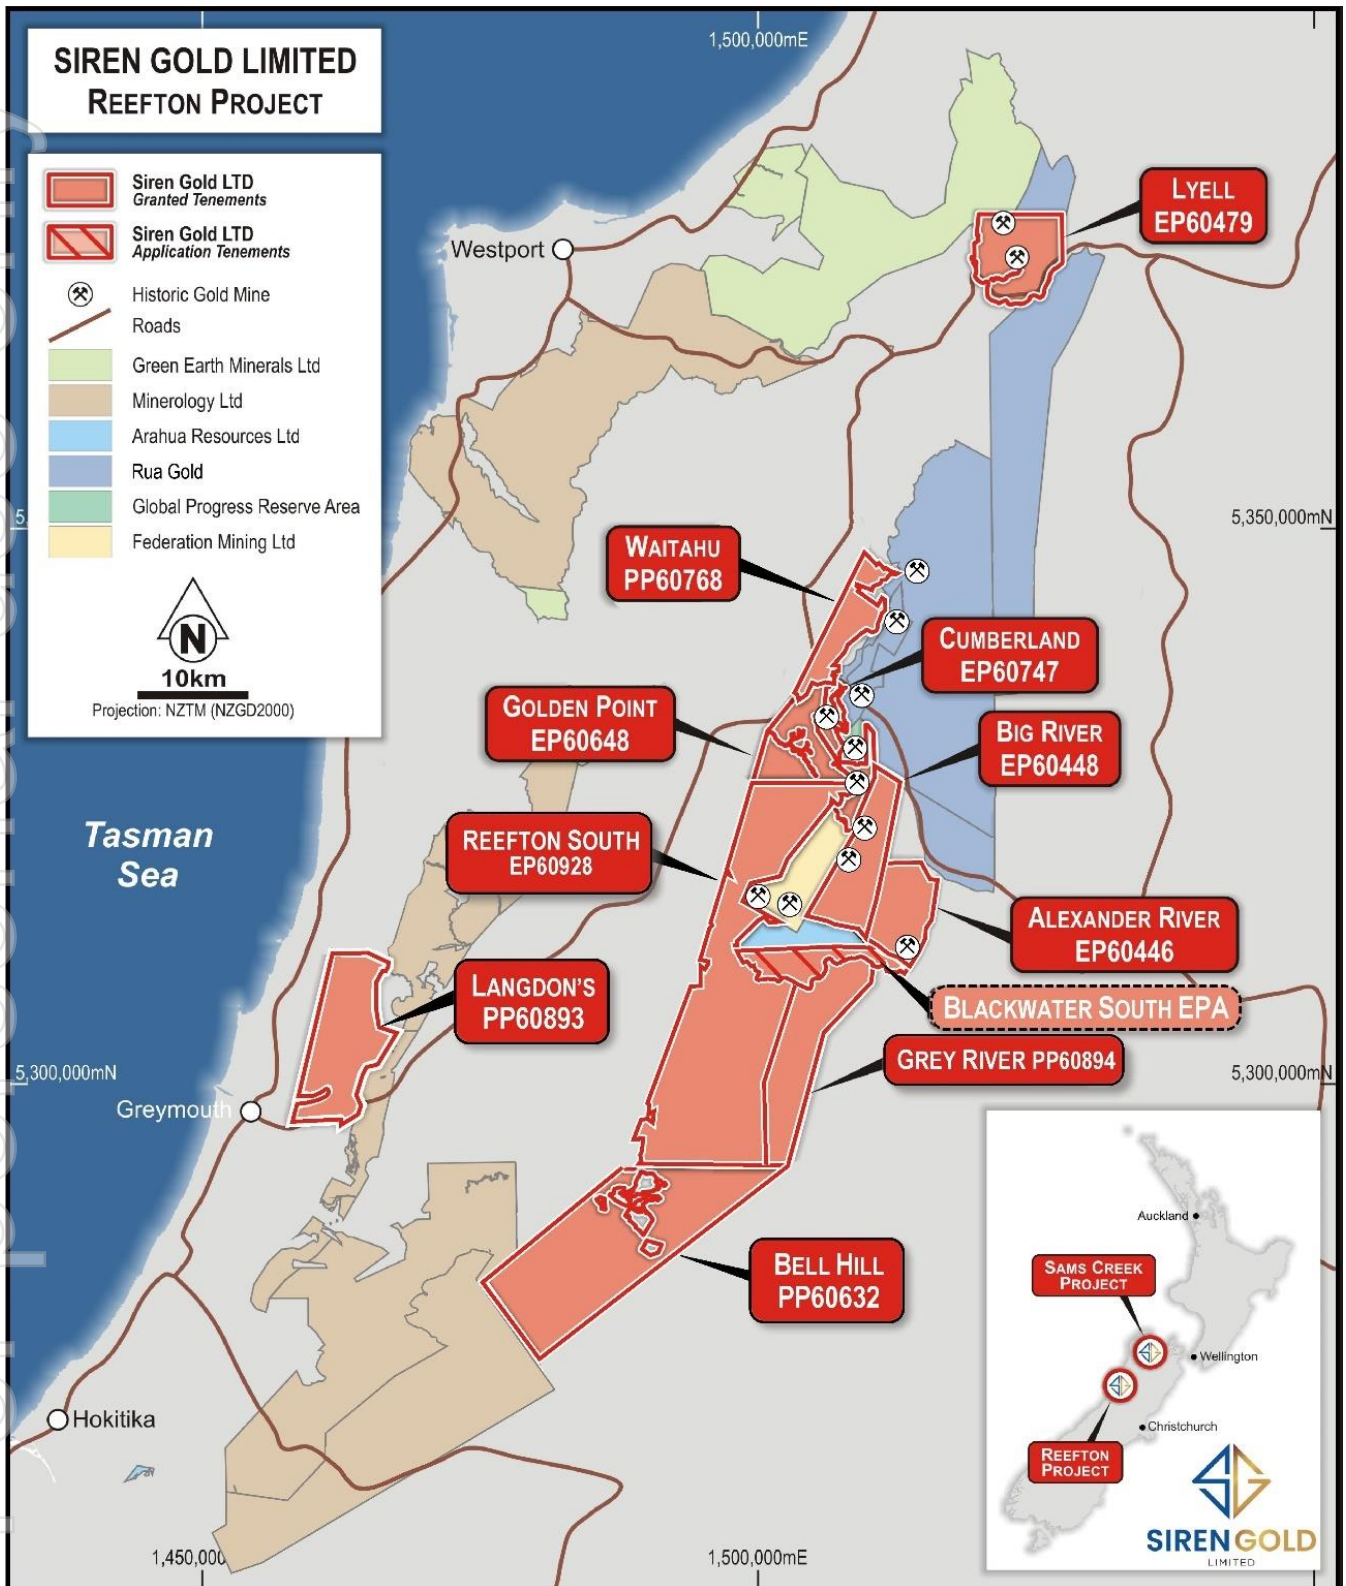 SIREN GOLD LIMITED
REEFTON PROJECT
Siren Gold LTD
Granted Tenements
Siren Gold LTD
Application Tenements
Historic Gold Mine
Roads
Green Earth Minerals Ltd
Minerology Ltd
Arahua Resources Ltd
Rua Gold
Global Progress Reserve Area
Federation Mining Ltd
N
10km
Projection: NZTM (NZGD2000)
1,500,000mE
Westport
LYELL
EP60479
5,
5,350,000mN
WAITAHU
PP60768
CUMBERLAND
EP60747
GOLDEN POINT
EP60648
BIG RIVER
EP60448
Tasman
Sea
REEFTON SOUTH
EP60928
ALEXANDER RIVER
EP60446
LANGDON'S
PP60893
BLACKWATER SOUTH EPA
GREY RIVER PP60894
5,300,000mN
5,300,000mN
Greymouth
BELL HILL
PP60632
Hokitika
1,450,000
1,500,000mE
Auckland
SAMS CREEK
PROJECT
Wellington
Christchurch
REEFTON
PROJECT
SIREN GOLD
LIMITED